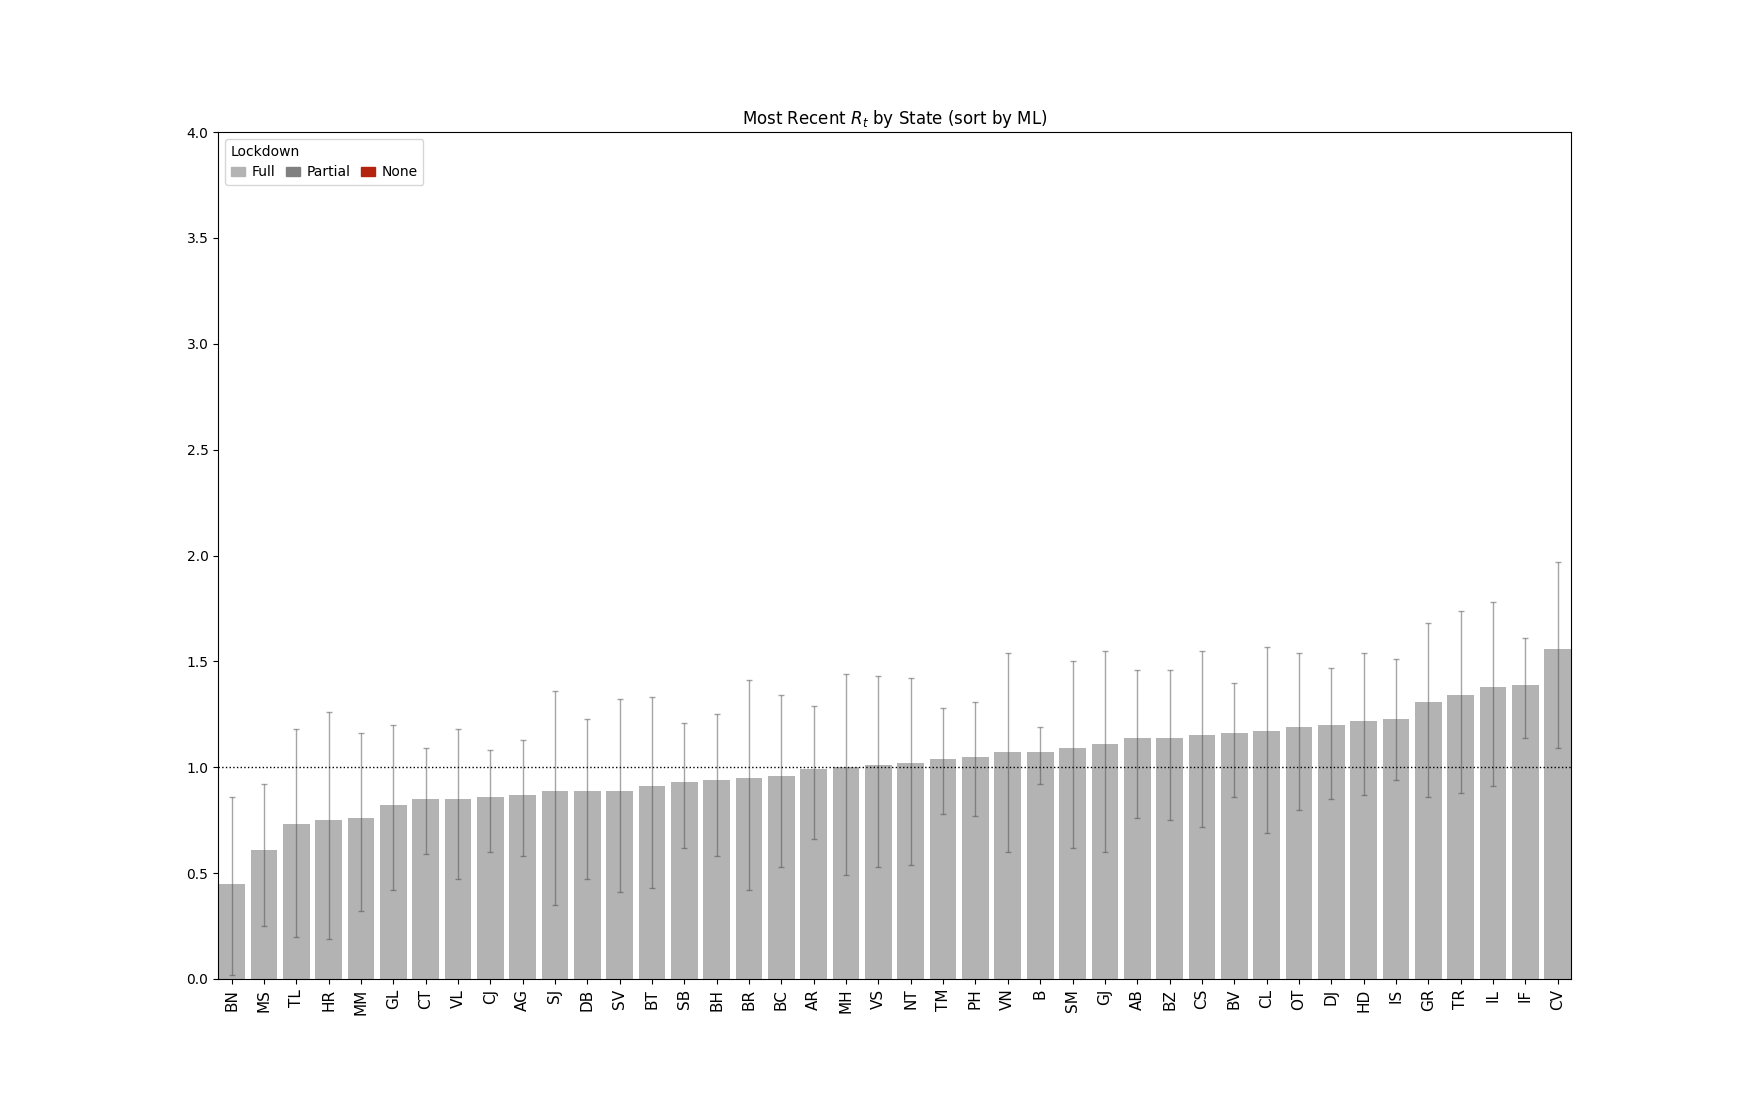 Most Recent Rt by State (sort by ML)
4.0
Lockdown
Full Partial None
3.5
3.0
2.5
2.0
1.5
1.0
0.5
0.0
BN MS TL HR MM GL CT VL CJ AG SJ DB SV BT SB BH BR BC AR MH VS NT TM PH VN B SM GJ AB BZ CS BV CL OT DJ HD IS GR TR IL IF CV